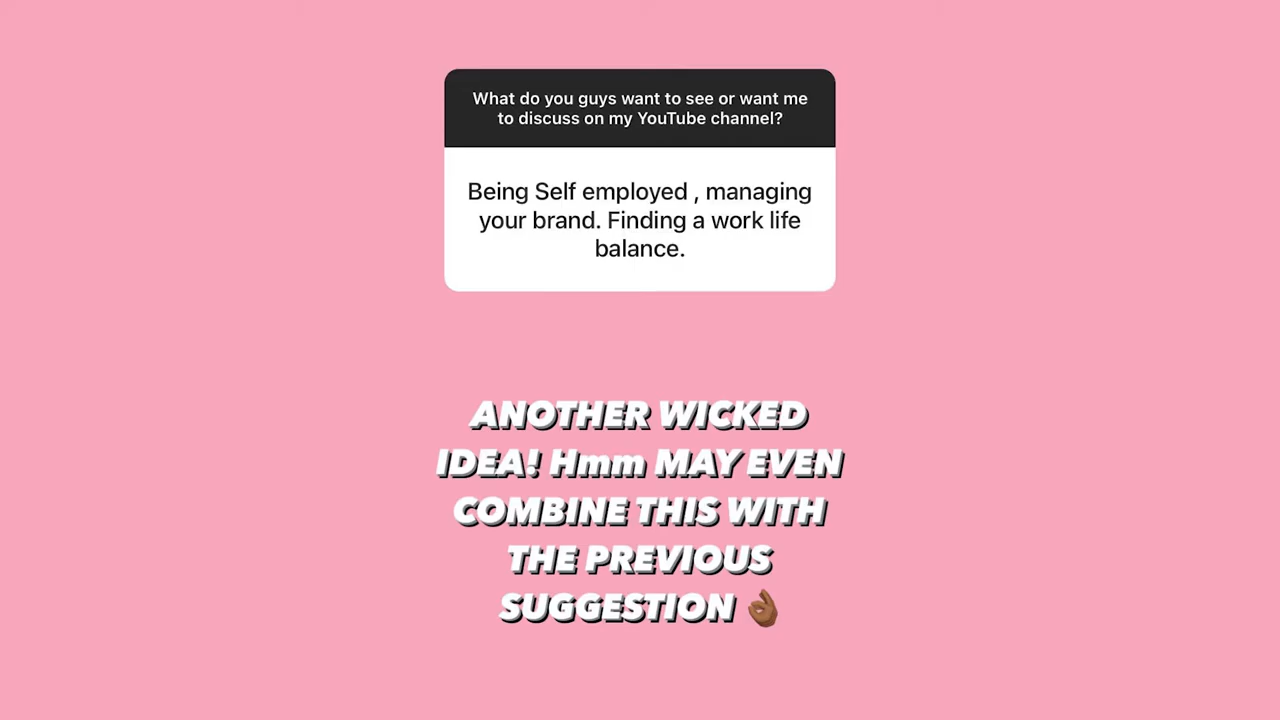 What do you guys want to see or want me
to discuss on my YouTube channel?
Being Self employed , managing
your brand. Finding a work life
balance.
ANOTHER WICKED
IDEA! Hmm MAY EVEN
COMBINE THIS WITH
THE PREVIOUS
SUGGESTION 👌🏾